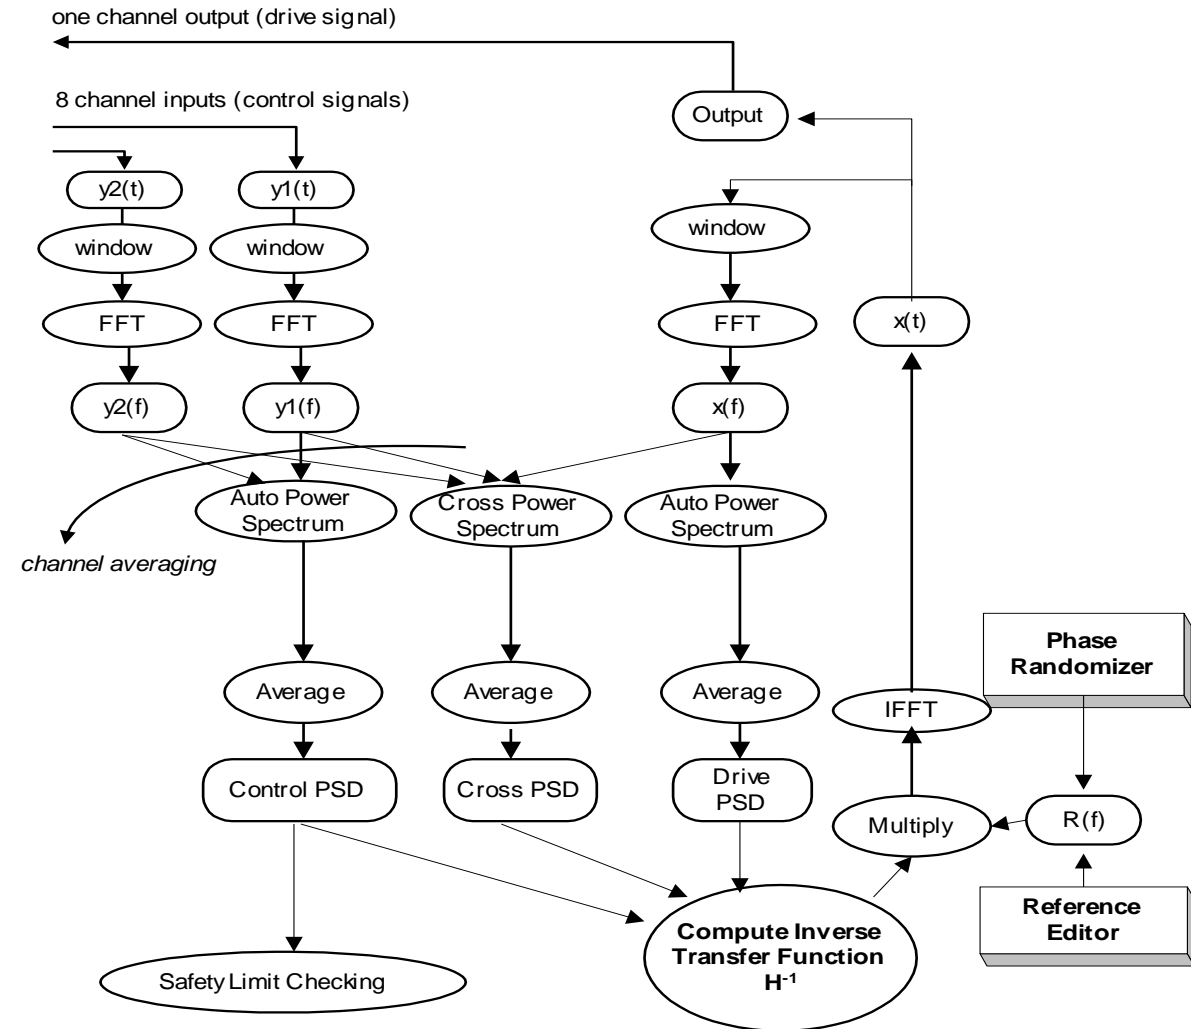 one channel output (drive signal)
8 channel inputs (control signals)
Output
y2(t)
y1(t)
window
window
window
FFT
FFT
FFT
x(t)
y2(f)
y1(f)
x(f)
Auto Power
Spectrum
Cross Power
Spectrum
Auto Power
Spectrum
channel averaging
Phase
Randomizer
Average
Average
Average
IFFT
Control PSD
Cross PSD
Drive
PSD
Multiply
R(f)
Reference
Editor
Compute Inverse
Transfer Function
H⁻¹
Safety Limit Checking